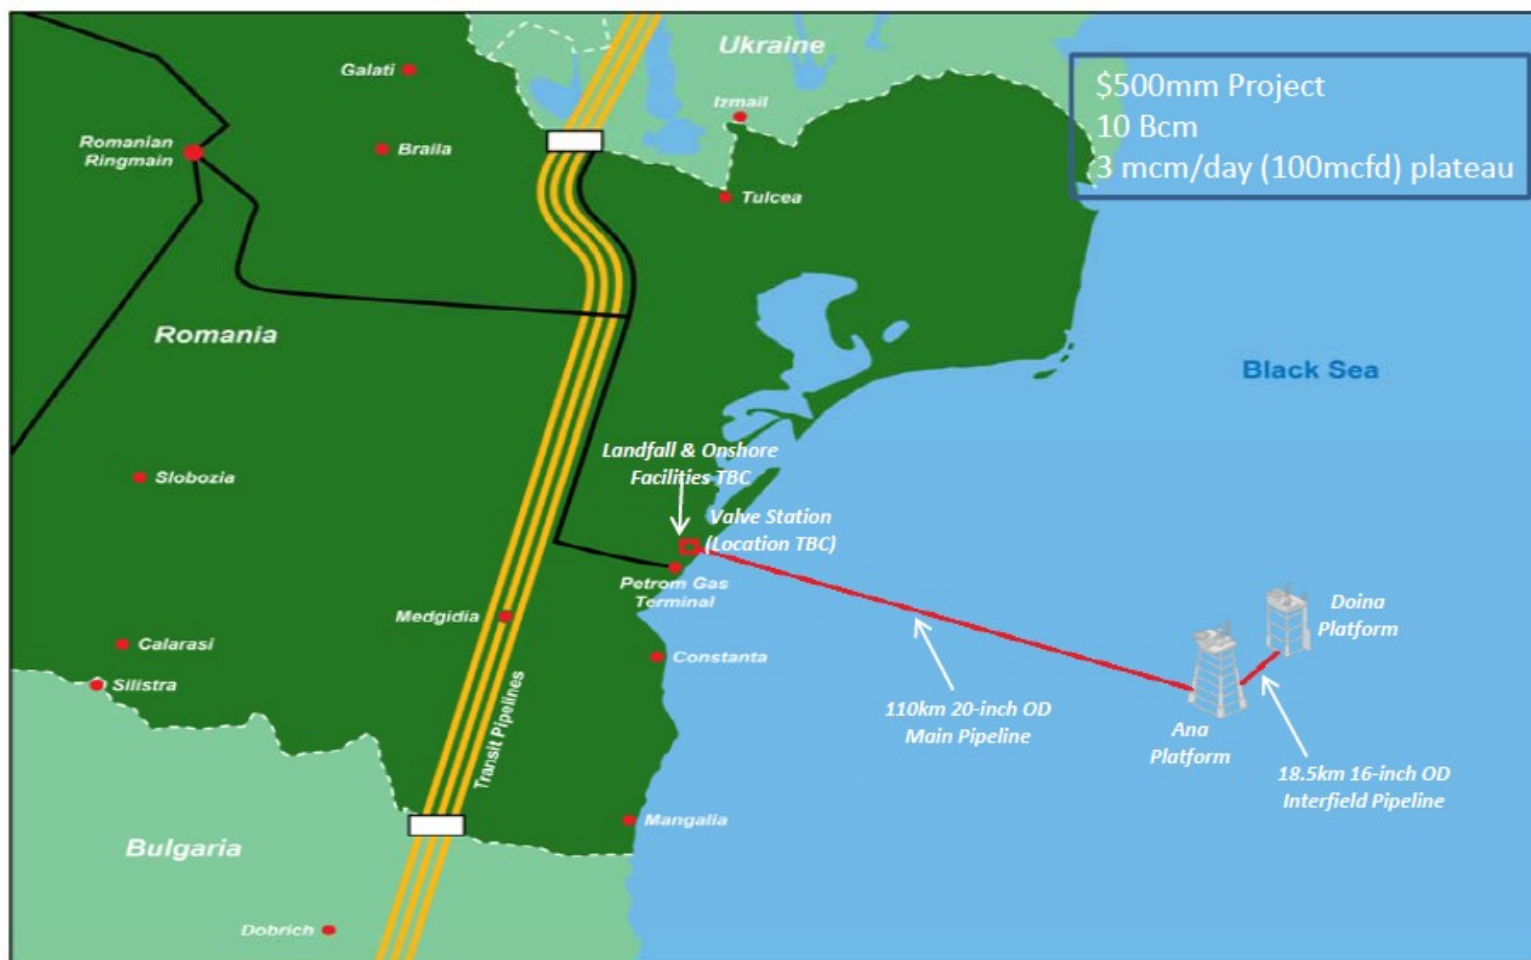 Ukraine
$500mm Project
10 Bcm
3 mcm/day (100mcfd) plateau
Galati
Izmail
Romanian
Ringmain
Braila
Tulcea
Romania
Black Sea
Landfall & Onshore
Facilities TBC
Slobozia
Valve Station
(Location TBC)
Petrom Gas
Terminal
Medgidia
Doina
Platform
Calarasi
Constanta
Silistra
Transit Pipelines
110km 20-inch OD
Main Pipeline
Ana
Platform
18.5km 16-inch OD
Interfield Pipeline
Mangalia
Bulgaria
Dobrich